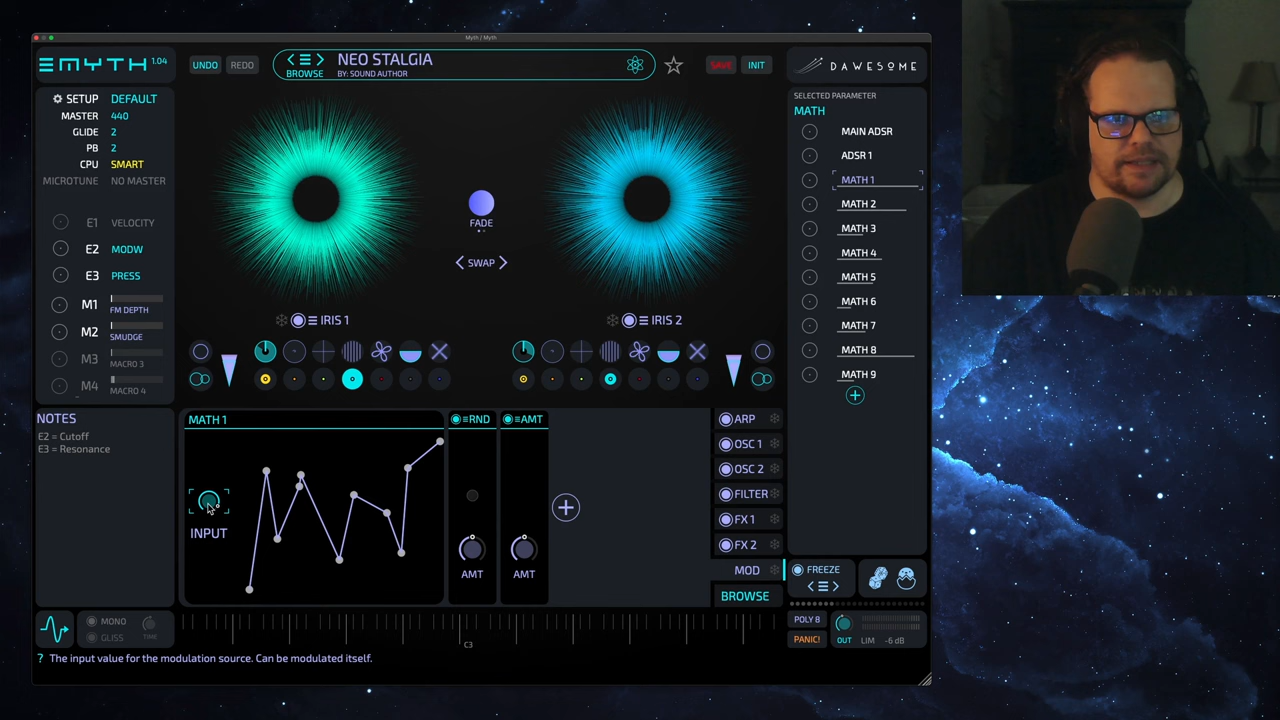 Myth / Myth
MYTH 1.04
UNDO
REDO
BROWSE
NEO STALGIA
BY: SOUND AUTHOR
SAVE
INIT
DAWESOME
SETUP DEFAULT
MASTER 440
GLIDE 2
PB 2
CPU SMART
MICROTUNE NO MASTER
E1 VELOCITY
E2 MODW
E3 PRESS
M1 FM DEPTH
M2 SMUDGE
M3 MACRO 3
M4 MACRO 4
FADE
SWAP
IRIS 1
IRIS 2
SELECTED PARAMETER
MATH
MAIN ADSR
ADSR 1
MATH 1
MATH 2
MATH 3
MATH 4
MATH 5
MATH 6
MATH 7
MATH 8
MATH 9
NOTES
E2 = Cutoff
E3 = Resonance
MATH 1
INPUT
RND
AMT
AMT
AMT
ARP
OSC 1
OSC 2
FILTER
FX 1
FX 2
MOD
BROWSE
FREEZE
MONO
GLISS
TIME
C3
POLY 8
PANIC!
OUT
LIM -6 dB
? The input value for the modulation source. Can be modulated itself.